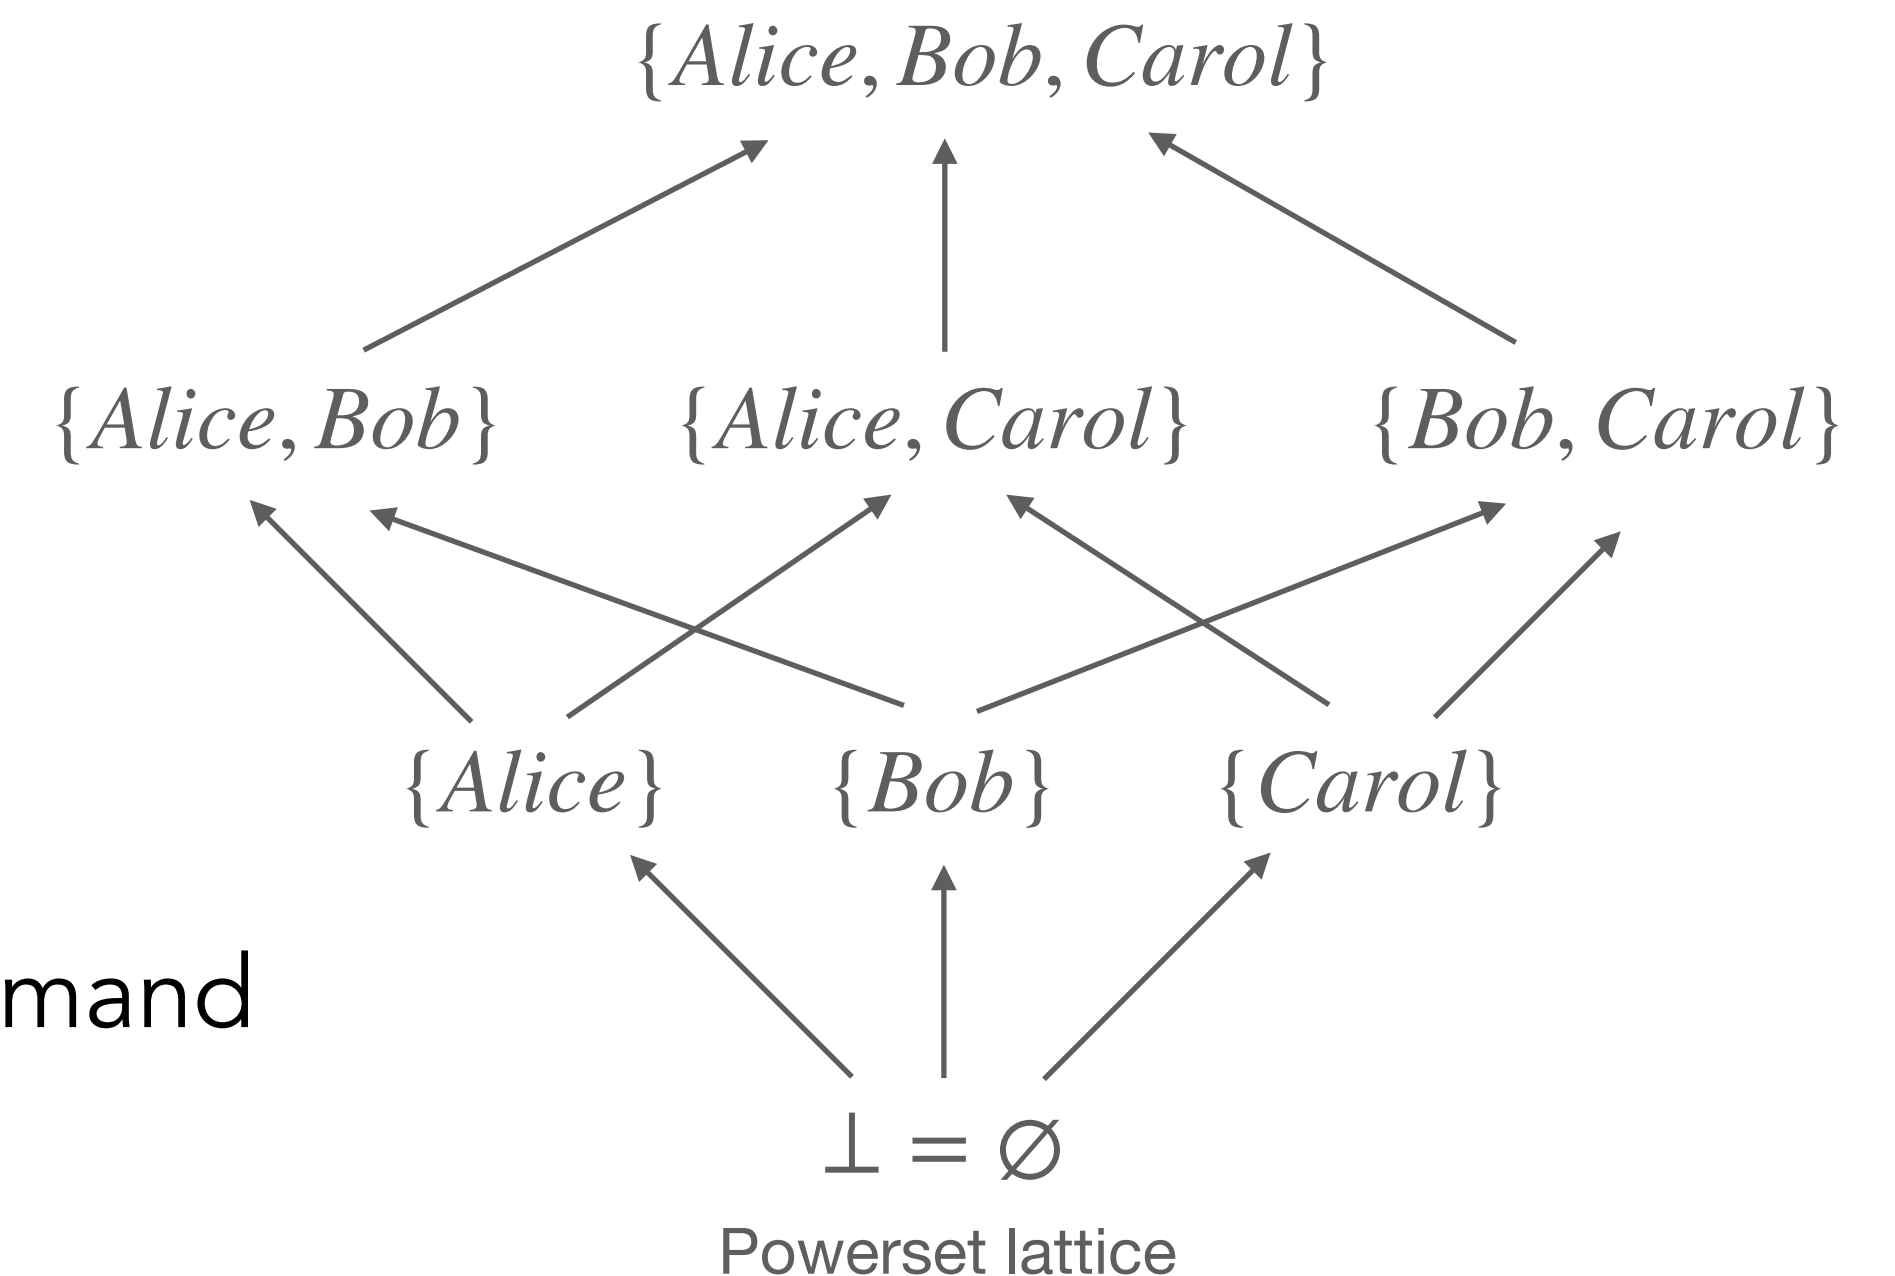 {Alice, Bob, Carol}
{Alice, Bob} {Alice, Carol} {Bob, Carol}
{Alice} {Bob} {Carol}
mand
⊥ = ∅
Powerset lattice